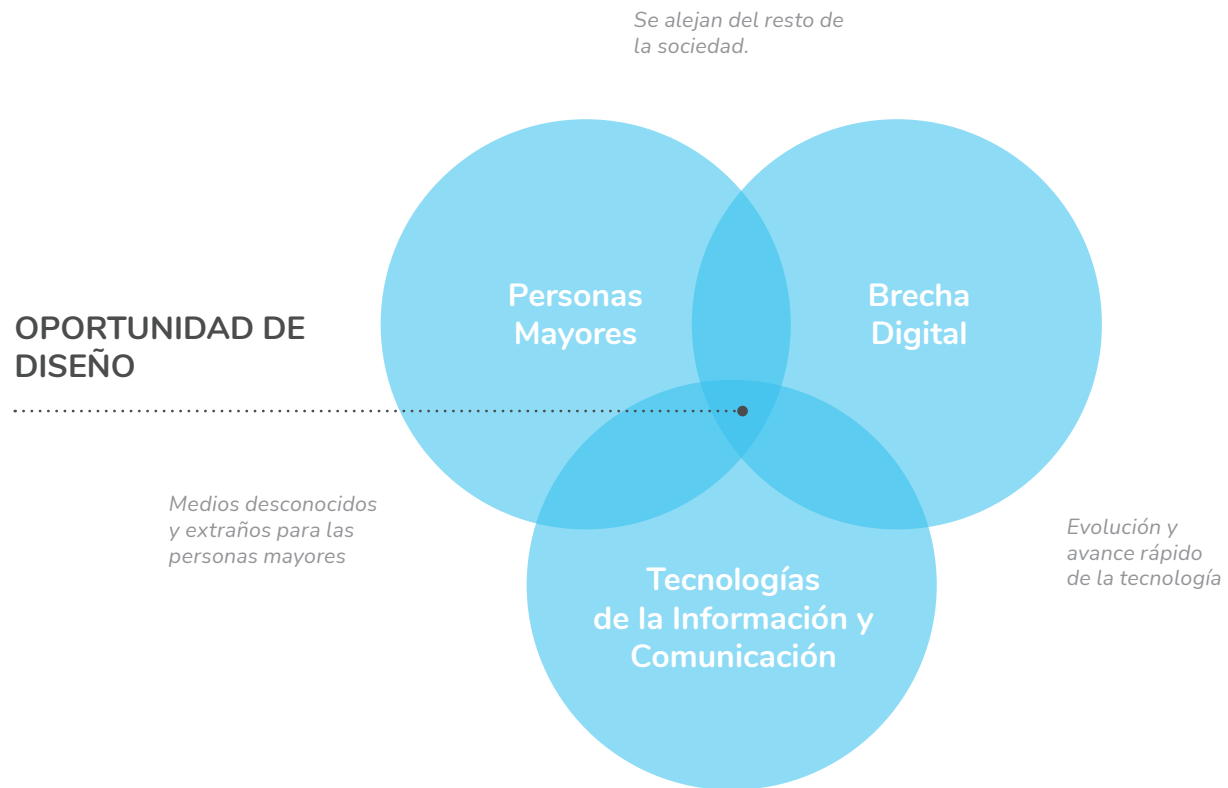 Se alejan del resto de
la sociedad.
Personas
Mayores
Brecha
Digital
OPORTUNIDAD DE
DISEÑO
Medios desconocidos
y extraños para las
personas mayores
Evolución y
avance rápido
de la tecnología
Tecnologías
de la Información y
Comunicación